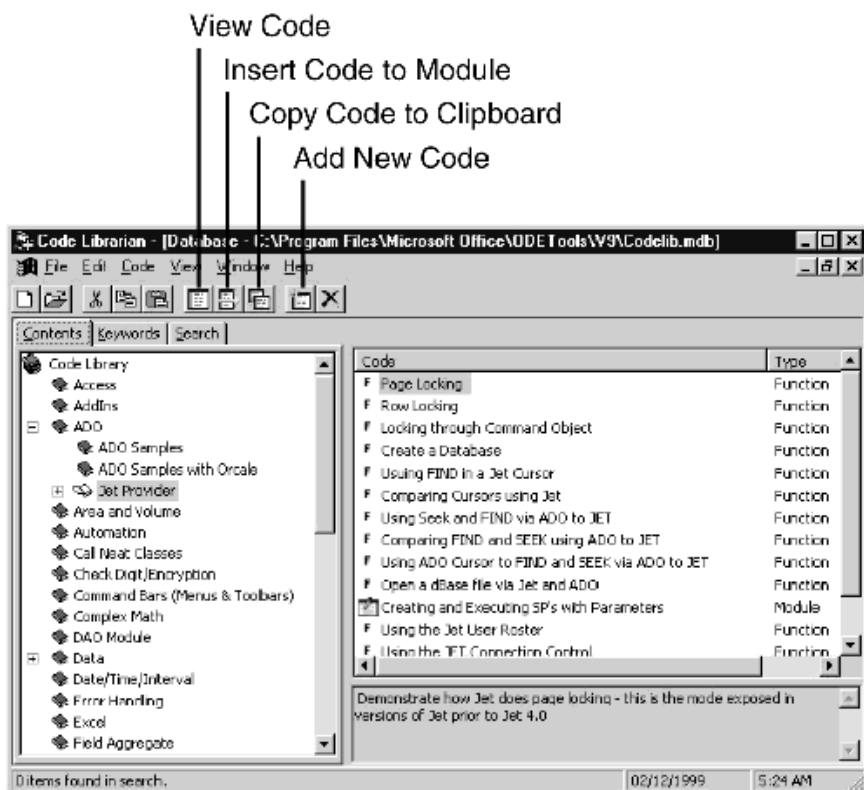 View Code
Insert Code to Module
Copy Code to Clipboard
Add New Code
Code Librarian - [Database - C:\Program Files\Microsoft Office\ODETools\V9\Codelib.mdb]
File Edit Code View Window Help
Contents Keywords Search
Code Library
Access
AddIns
ADO
ADO Samples
ADO Samples with Orcale
Jet Provider
Area and Volume
Automation
Call Neat Classes
Check Digit/Encryption
Command Bars (Menus & Toolbars)
Complex Math
DAO Module
Data
Date/Time/Interval
Error Handling
Excel
Field Aggregate
Code Type
F Page Locking Function
F Row Locking Function
F Locking through Command Object Function
F Create a Database Function
F Usuing FIND in a Jet Cursor Function
F Comparing Cursors using Jet Function
F Using Seek and FIND via ADO to JET Function
F Comparing FIND and SEEK using ADO to JET Function
F Using ADO Cursor to FIND and SEEK via ADO to JET Function
F Open a dBase file via Jet and ADO Function
Creating and Executing SP's with Parameters Module
F Using the Jet User Roster Function
F Using the JET Connection Control Function
Demonstrate how Jet does page locking - this is the mode exposed in
versions of Jet prior to Jet 4.0
0 items found in search. 02/12/1999 5:24 AM